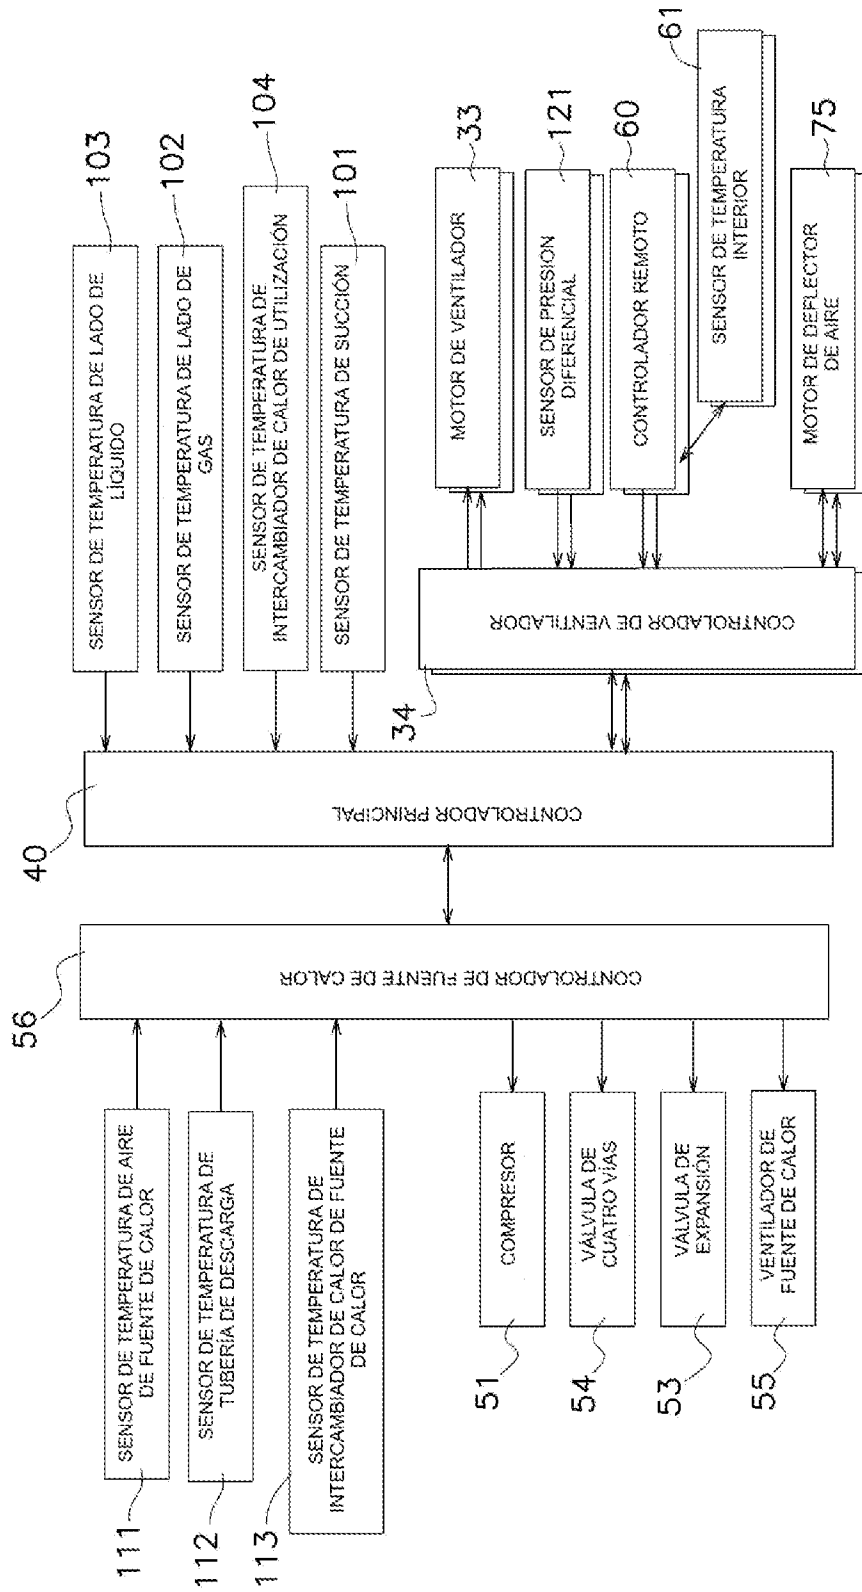 111
SENSOR DE TEMPERATURA DE AIRE
DE FUENTE DE CALOR
112
SENSOR DE TEMPERATURA DE
TUBERÍA DE DESCARGA
113
SENSOR DE TEMPERATURA DE
INTERCAMBIADOR DE CALOR DE FUENTE
DE CALOR
51
COMPRESOR
54
VÁLVULA DE
CUATRO VÍAS
53
VÁLVULA DE
EXPANSIÓN
55
VENTILADOR DE
FUENTE DE CALOR
56
CONTROLADOR DE FUENTE DE CALOR
40
CONTROLADOR PRINCIPAL
SENSOR DE TEMPERATURA DE LADO DE
LÍQUIDO
103
SENSOR DE TEMPERATURA DE LADO DE
GAS
102
SENSOR DE TEMPERATURA DE
INTERCAMBIADOR DE CALOR DE UTILIZACIÓN
104
SENSOR DE TEMPERATURA DE SUCCIÓN
101
34
CONTROLADOR DE VENTILADOR
MOTOR DE VENTILADOR
33
SENSOR DE PRESION
DIFERENCIAL
121
CONTROLADOR REMOTO
60
SENSOR DE TEMPERATURA
INTERIOR
61
MOTOR DE DEFLECTOR
DE AIRE
75